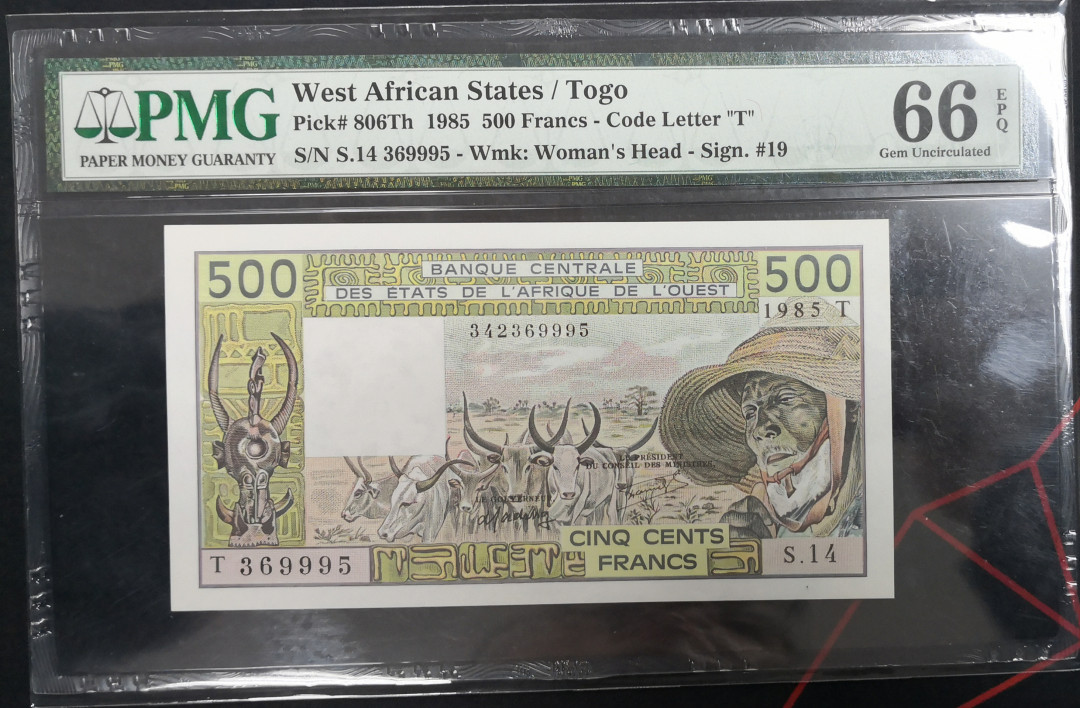 PMG
PAPER MONEY GUARANTY
West African States / Togo
Pick# 806Th 1985 500 Francs - Code Letter "T"
S/N S.14 369995 - Wmk: Woman's Head - Sign. #19
66
EPQ
Gem Uncirculated
500
BANQUE CENTRALE
DES ÉTATS DE L'AFRIQUE DE L'OUEST
500
1985 T
342369995
LE PRÉSIDENT
DU CONSEIL DES MINISTRES,
LE GOUVERNEUR
CINQ CENTS
FRANCS
T 369995
S.14